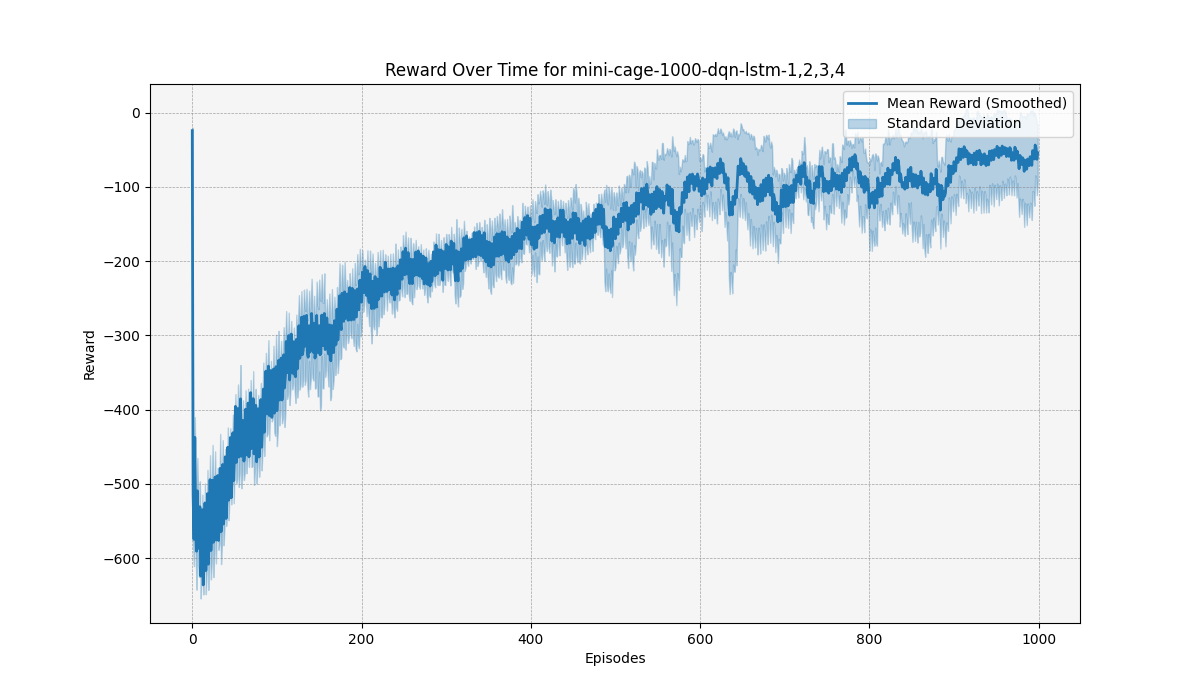 Reward Over Time for mini-cage-1000-dqn-lstm-1,2,3,4
Mean Reward (Smoothed)
Standard Deviation
Reward
0
−100
−200
−300
−400
−500
−600
0 200 400 600 800 1000
Episodes